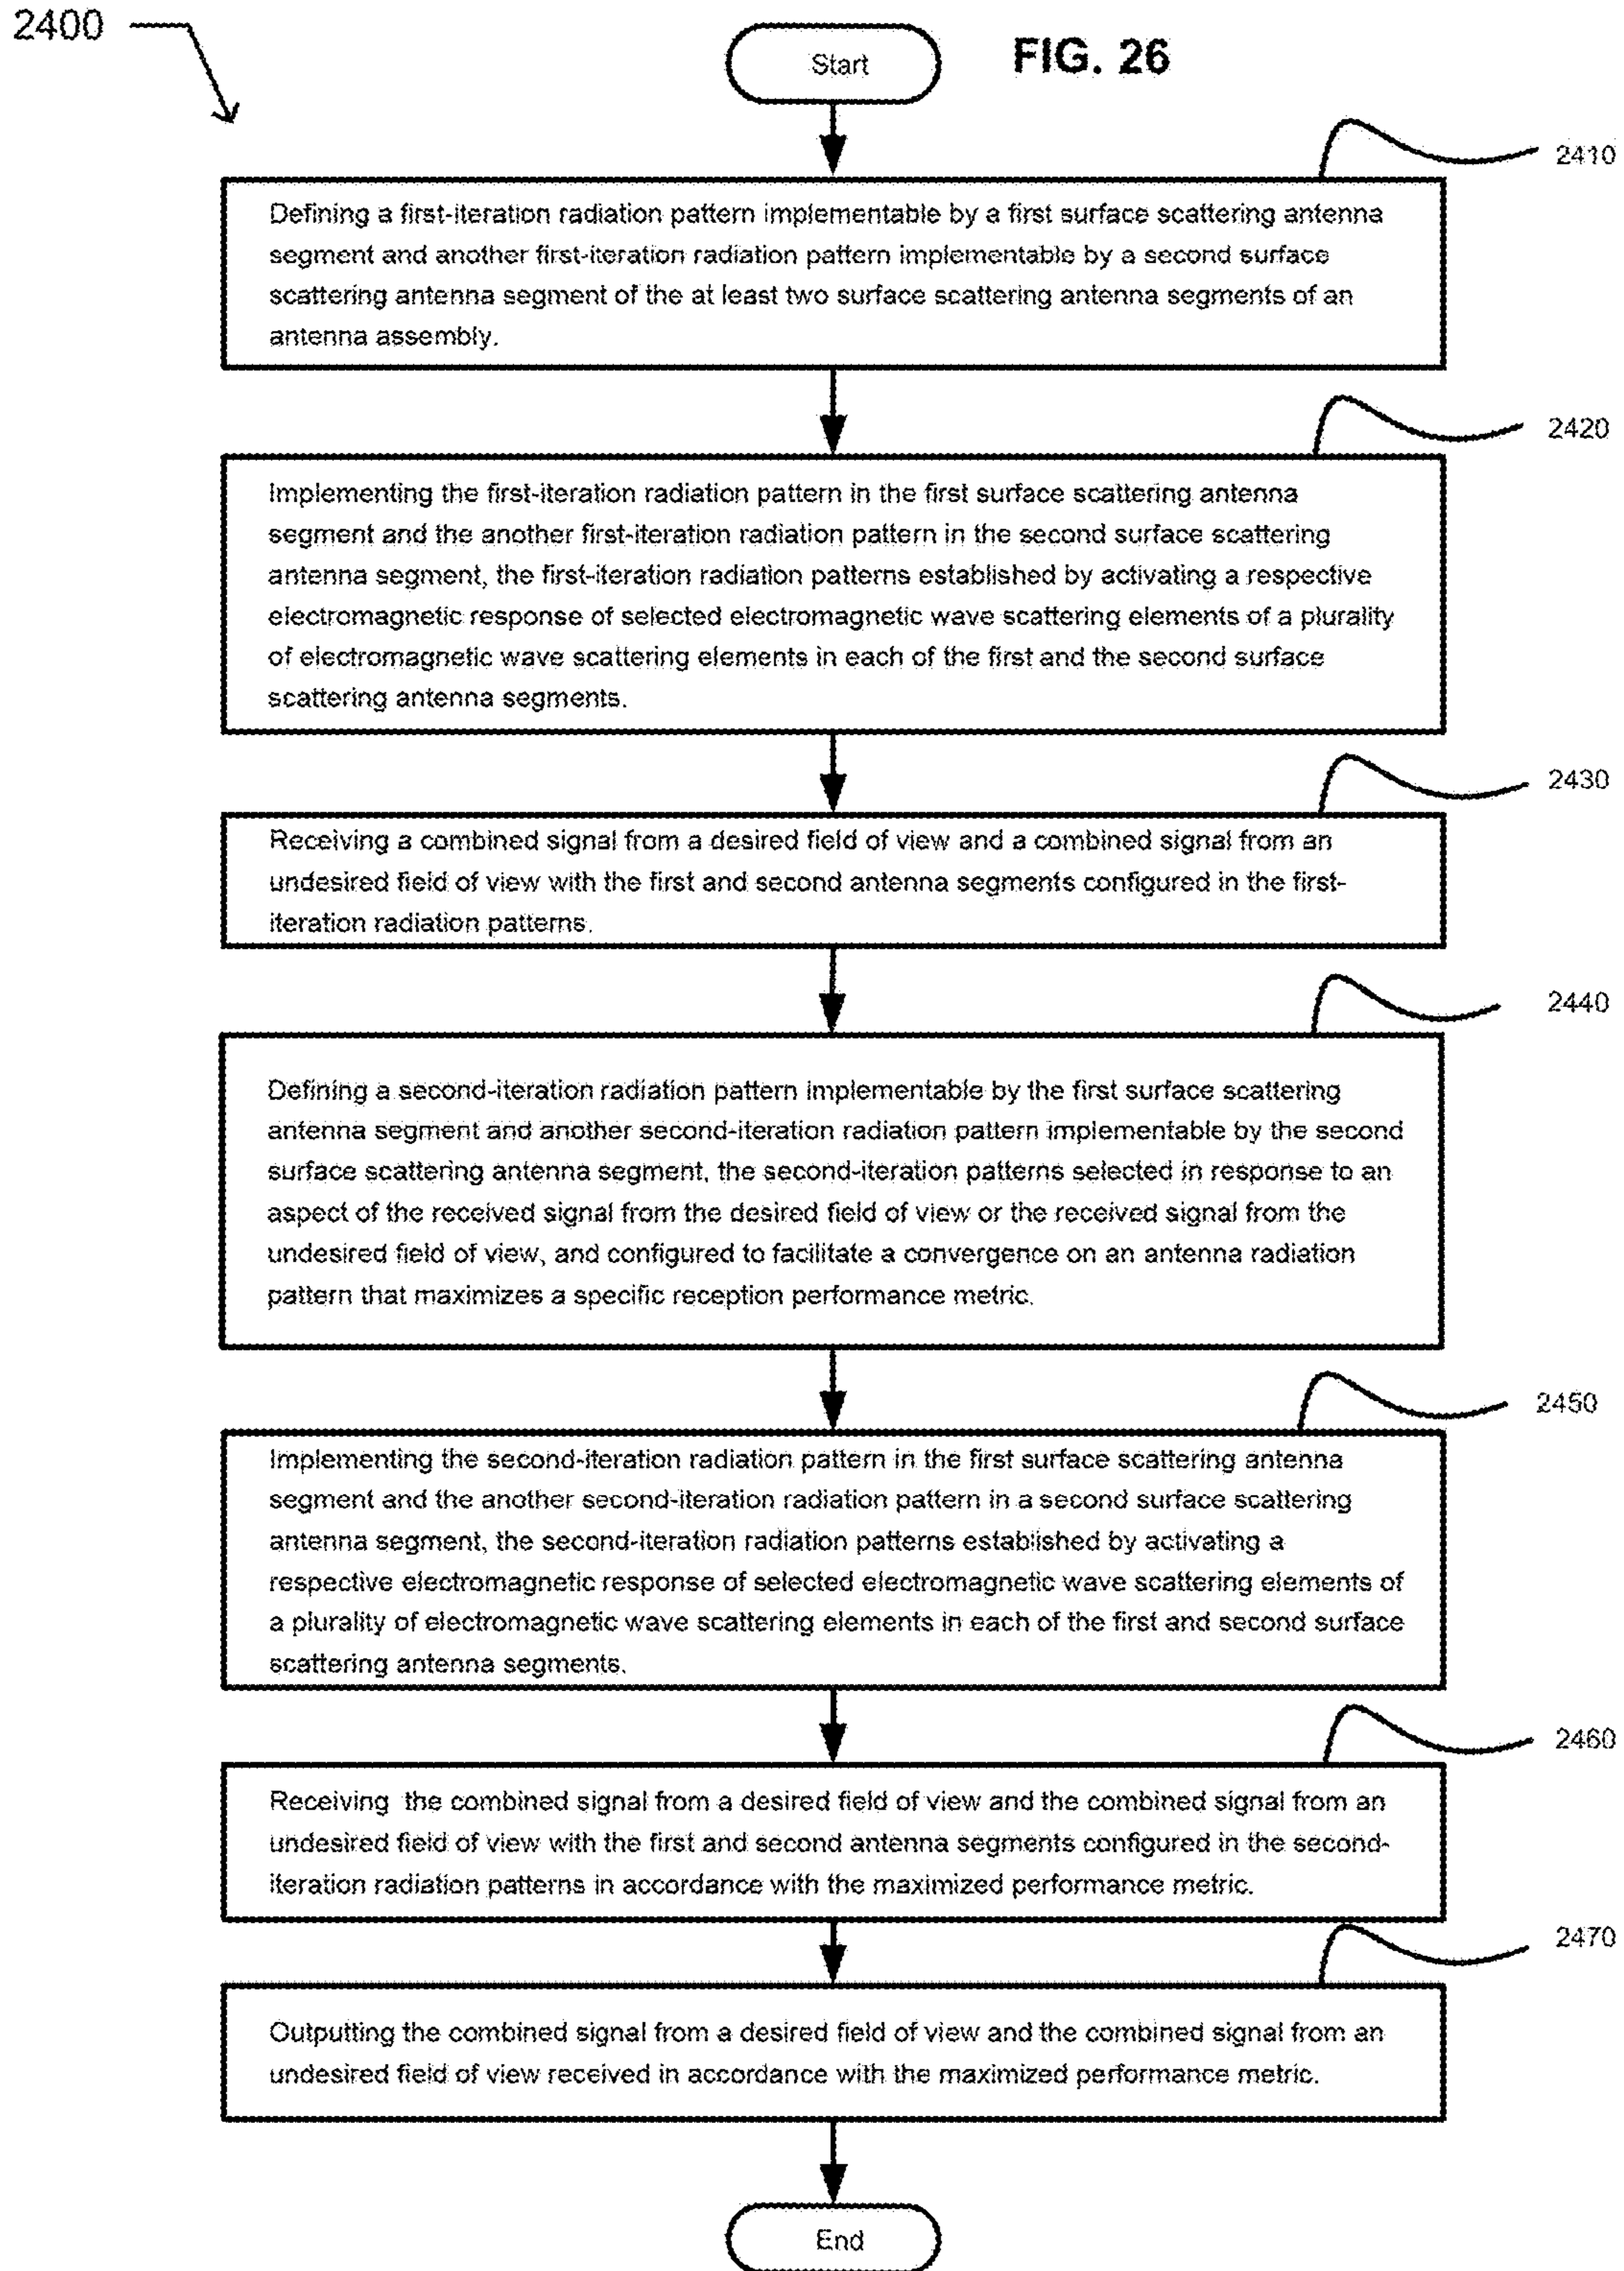 2400
Start
FIG. 26
2410
Defining a first-iteration radiation pattern implementable by a first surface scattering antenna
segment and another first-iteration radiation pattern implementable by a second surface
scattering antenna segment of the at least two surface scattering antenna segments of an
antenna assembly.
2420
Implementing the first-iteration radiation pattern in the first surface scattering antenna
segment and the another first-iteration radiation pattern in the second surface scattering
antenna segment, the first-iteration radiation patterns established by activating a respective
electromagnetic response of selected electromagnetic wave scattering elements of a plurality
of electromagnetic wave scattering elements in each of the first and the second surface
scattering antenna segments.
2430
Receiving a combined signal from a desired field of view and a combined signal from an
undesired field of view with the first and second antenna segments configured in the first-
iteration radiation patterns.
2440
Defining a second-iteration radiation pattern implementable by the first surface scattering
antenna segment and another second-iteration radiation pattern implementable by the second
surface scattering antenna segment, the second-iteration patterns selected in response to an
aspect of the received signal from the desired field of view or the received signal from the
undesired field of view, and configured to facilitate a convergence on an antenna radiation
pattern that maximizes a specific reception performance metric.
2450
Implementing the second-iteration radiation pattern in the first surface scattering antenna
segment and the another second-iteration radiation pattern in a second surface scattering
antenna segment, the second-iteration radiation patterns established by activating a
respective electromagnetic response of selected electromagnetic wave scattering elements of
a plurality of electromagnetic wave scattering elements in each of the first and second surface
scattering antenna segments.
2460
Receiving the combined signal from a desired field of view and the combined signal from an
undesired field of view with the first and second antenna segments configured in the second-
iteration radiation patterns in accordance with the maximized performance metric.
2470
Outputting the combined signal from a desired field of view and the combined signal from an
undesired field of view received in accordance with the maximized performance metric.
End